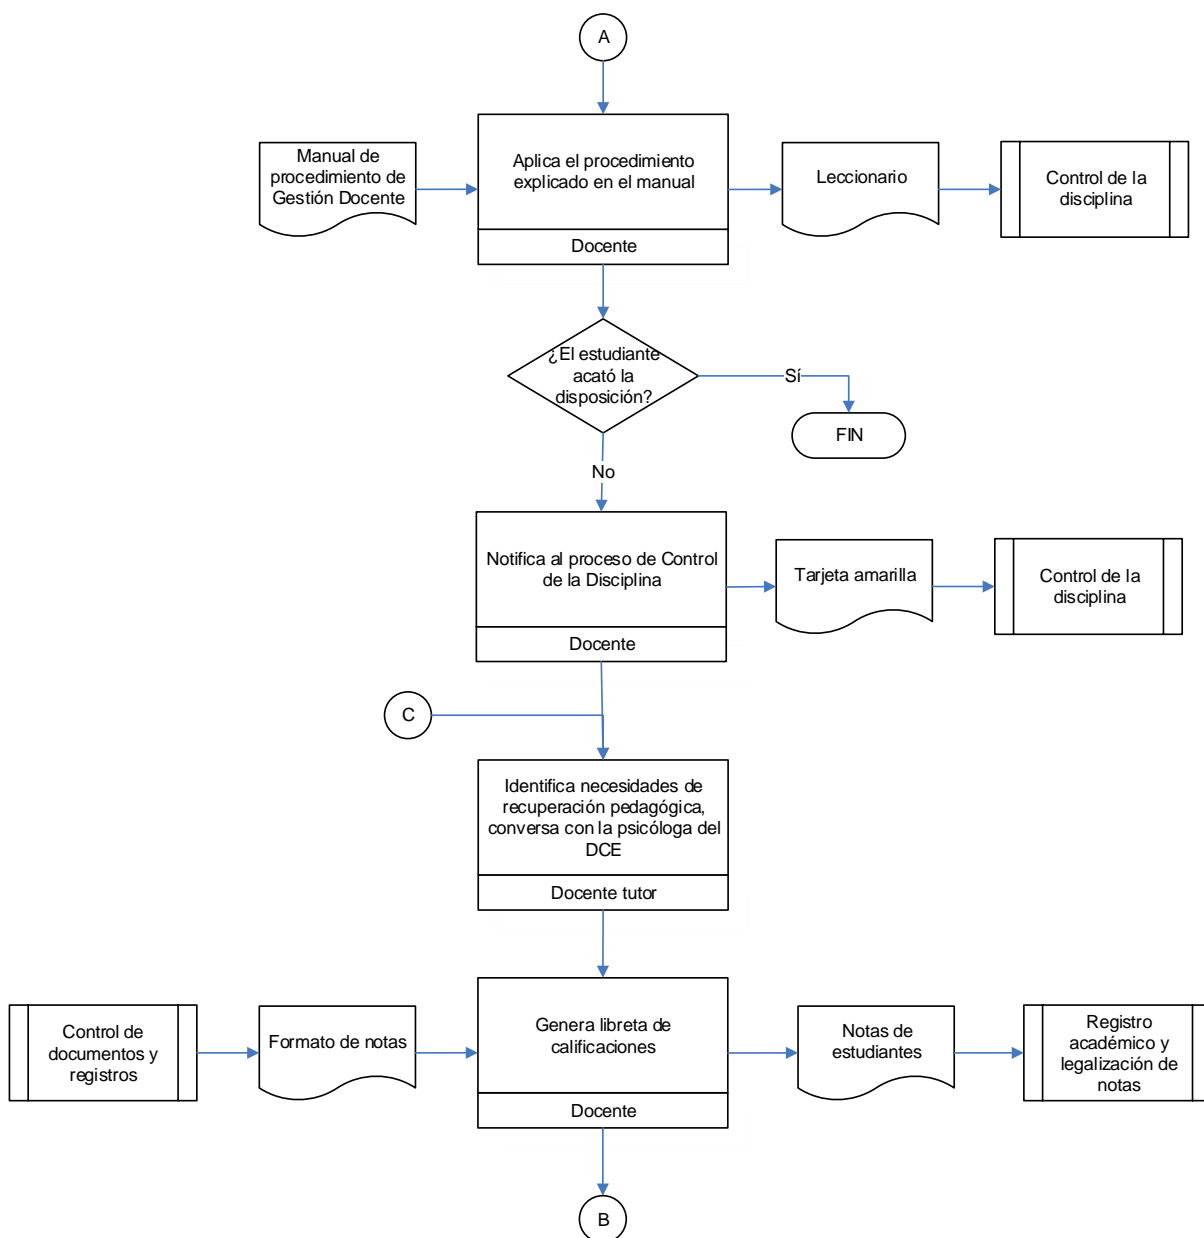 A
Manual de
procedimiento de
Gestión Docente
Aplica el procedimiento
explicado en el manual
Docente
Leccionario
Control de la
disciplina
¿El estudiante
acató la
disposición?
Sí
FIN
No
Notifica al proceso de Control
de la Disciplina
Docente
Tarjeta amarilla
Control de la
disciplina
C
Identifica necesidades de
recuperación pedagógica,
conversa con la psicóloga del
DCE
Docente tutor
Control de
documentos y
registros
Formato de notas
Genera libreta de
calificaciones
Docente
Notas de
estudiantes
Registro
académico y
legalización de
notas
B